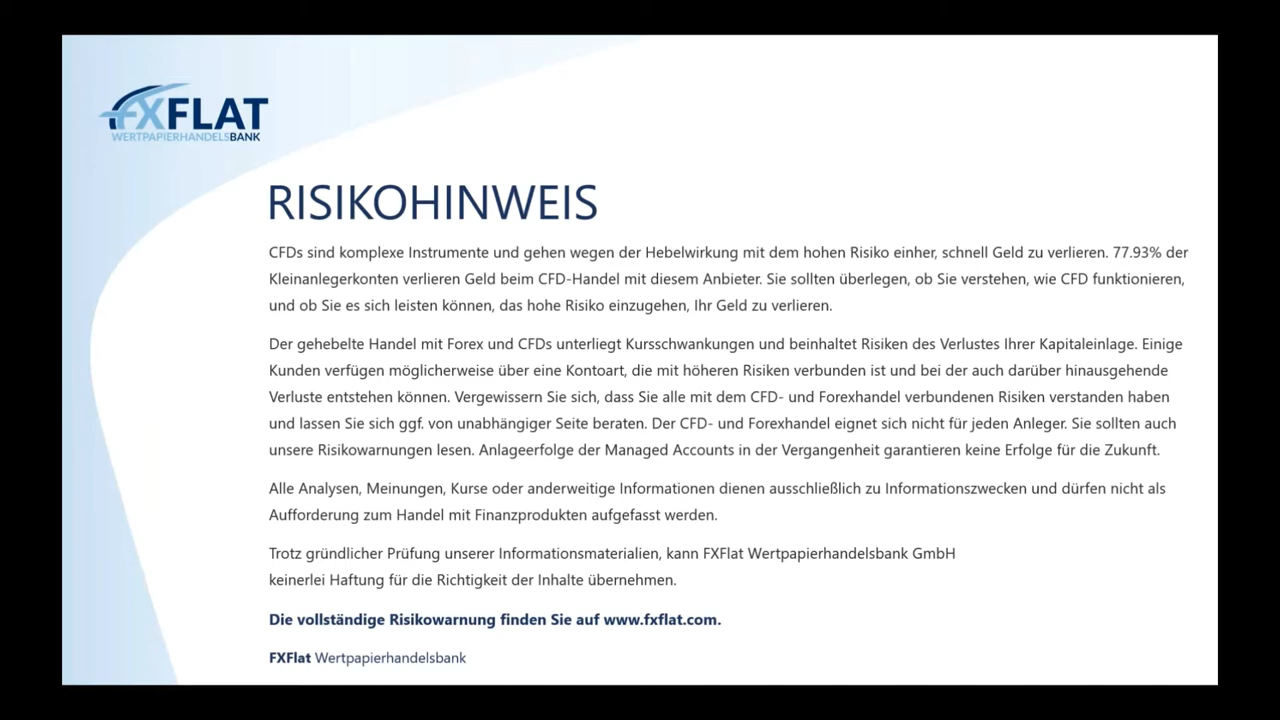 FXFLAT
WERTPAPIERHANDELSBANK
RISIKOHINWEIS
CFDs sind komplexe Instrumente und gehen wegen der Hebelwirkung mit dem hohen Risiko einher, schnell Geld zu verlieren. 77.93% der
Kleinanlegerkonten verlieren Geld beim CFD-Handel mit diesem Anbieter. Sie sollten überlegen, ob Sie verstehen, wie CFD funktionieren,
und ob Sie es sich leisten können, das hohe Risiko einzugehen, Ihr Geld zu verlieren.
Der gehebelte Handel mit Forex und CFDs unterliegt Kursschwankungen und beinhaltet Risiken des Verlustes Ihrer Kapitaleinlage. Einige
Kunden verfügen möglicherweise über eine Kontoart, die mit höheren Risiken verbunden ist und bei der auch darüber hinausgehende
Verluste entstehen können. Vergewissern Sie sich, dass Sie alle mit dem CFD- und Forexhandel verbundenen Risiken verstanden haben
und lassen Sie sich ggf. von unabhängiger Seite beraten. Der CFD- und Forexhandel eignet sich nicht für jeden Anleger. Sie sollten auch
unsere Risikowarnungen lesen. Anlageerfolge der Managed Accounts in der Vergangenheit garantieren keine Erfolge für die Zukunft.
Alle Analysen, Meinungen, Kurse oder anderweitige Informationen dienen ausschließlich zu Informationszwecken und dürfen nicht als
Aufforderung zum Handel mit Finanzprodukten aufgefasst werden.
Trotz gründlicher Prüfung unserer Informationsmaterialien, kann FXFlat Wertpapierhandelsbank GmbH
keinerlei Haftung für die Richtigkeit der Inhalte übernehmen.
Die vollständige Risikowarnung finden Sie auf www.fxflat.com.
FXFlat Wertpapierhandelsbank